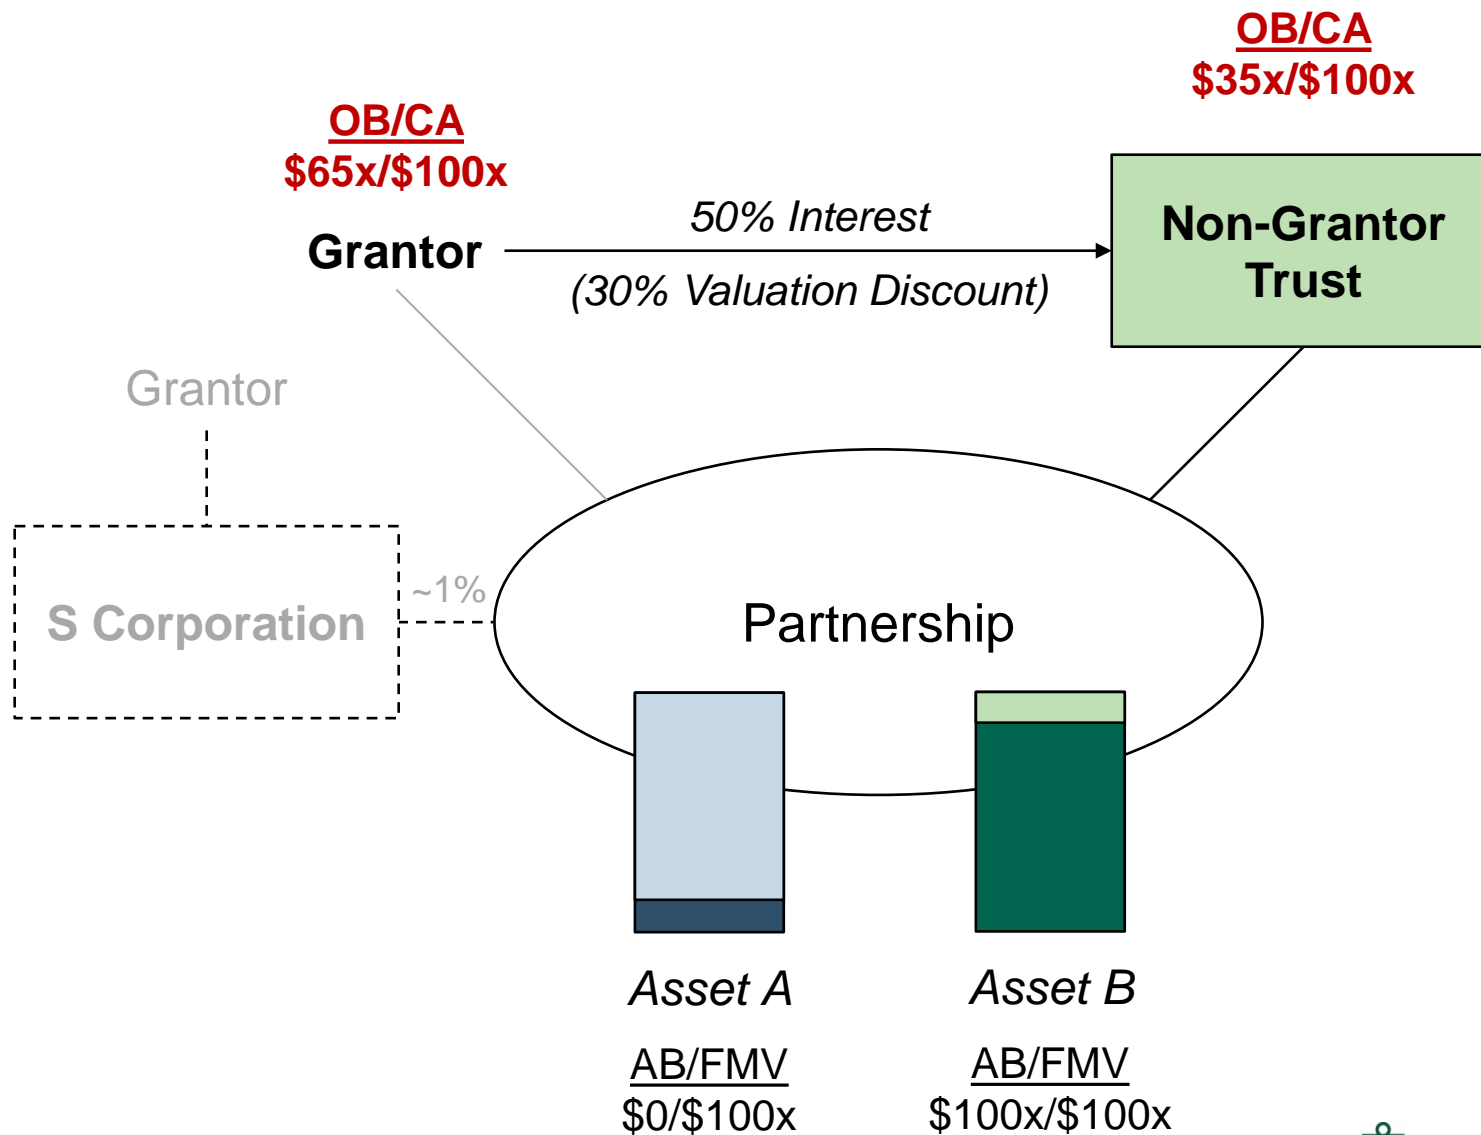 OB/CA
$35x/$100x
OB/CA
$65x/$100x
Grantor
50% Interest
(30% Valuation Discount)
Non-Grantor
Trust
Grantor
S Corporation
~1%
Partnership
Asset A
Asset B
AB/FMV
$0/$100x
AB/FMV
$100x/$100x